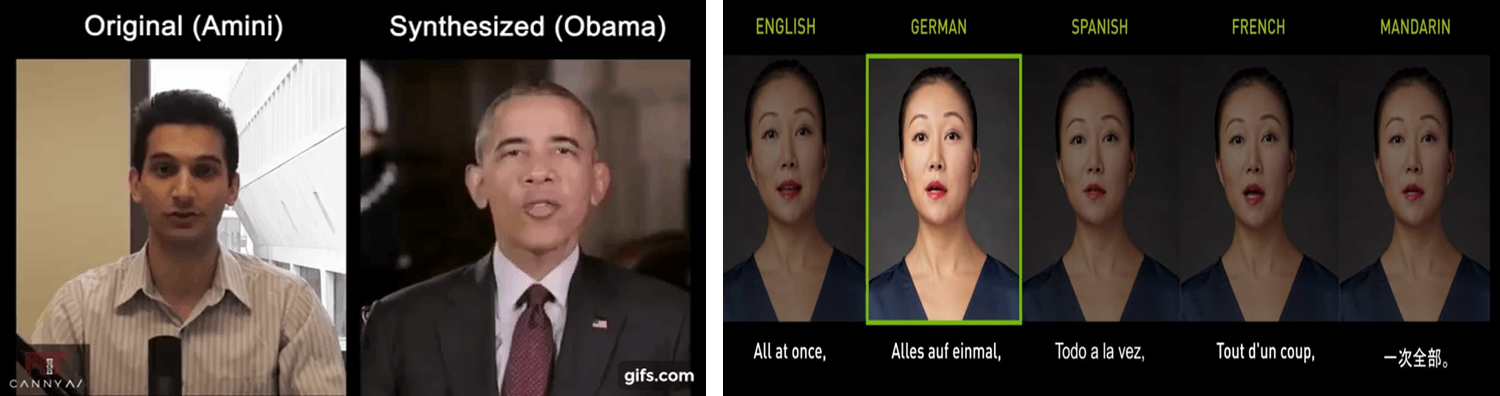 Original (Amini)
Synthesized (Obama)
CANNY AI
gifs.com
ENGLISH
GERMAN
SPANISH
FRENCH
MANDARIN
All at once,
Alles auf einmal,
Todo a la vez,
Tout d'un coup,
一次全部。